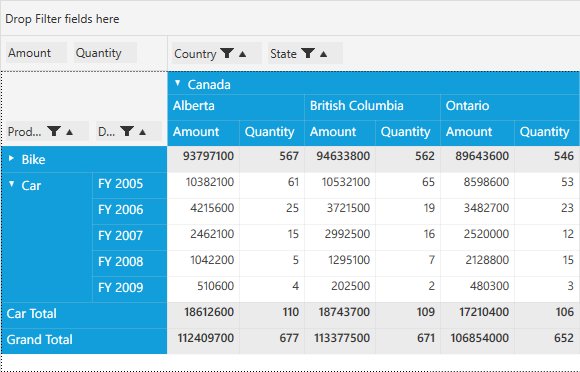 Drop Filter fields here
Amount Quantity Country State
Canada
Alberta British Columbia Ontario
Prod... D... Amount Quantity Amount Quantity Amount Quantity
Bike 93797100 567 94633800 562 89643600 546
Car FY 2005 10382100 61 10532100 65 8598600 53
FY 2006 4215600 25 3721500 19 3482700 23
FY 2007 2462100 15 2992500 16 2520000 12
FY 2008 1042200 5 1295100 7 2128800 15
FY 2009 510600 4 202500 2 480300 3
Car Total 18612600 110 18743700 109 17210400 106
Grand Total 112409700 677 113377500 671 106854000 652